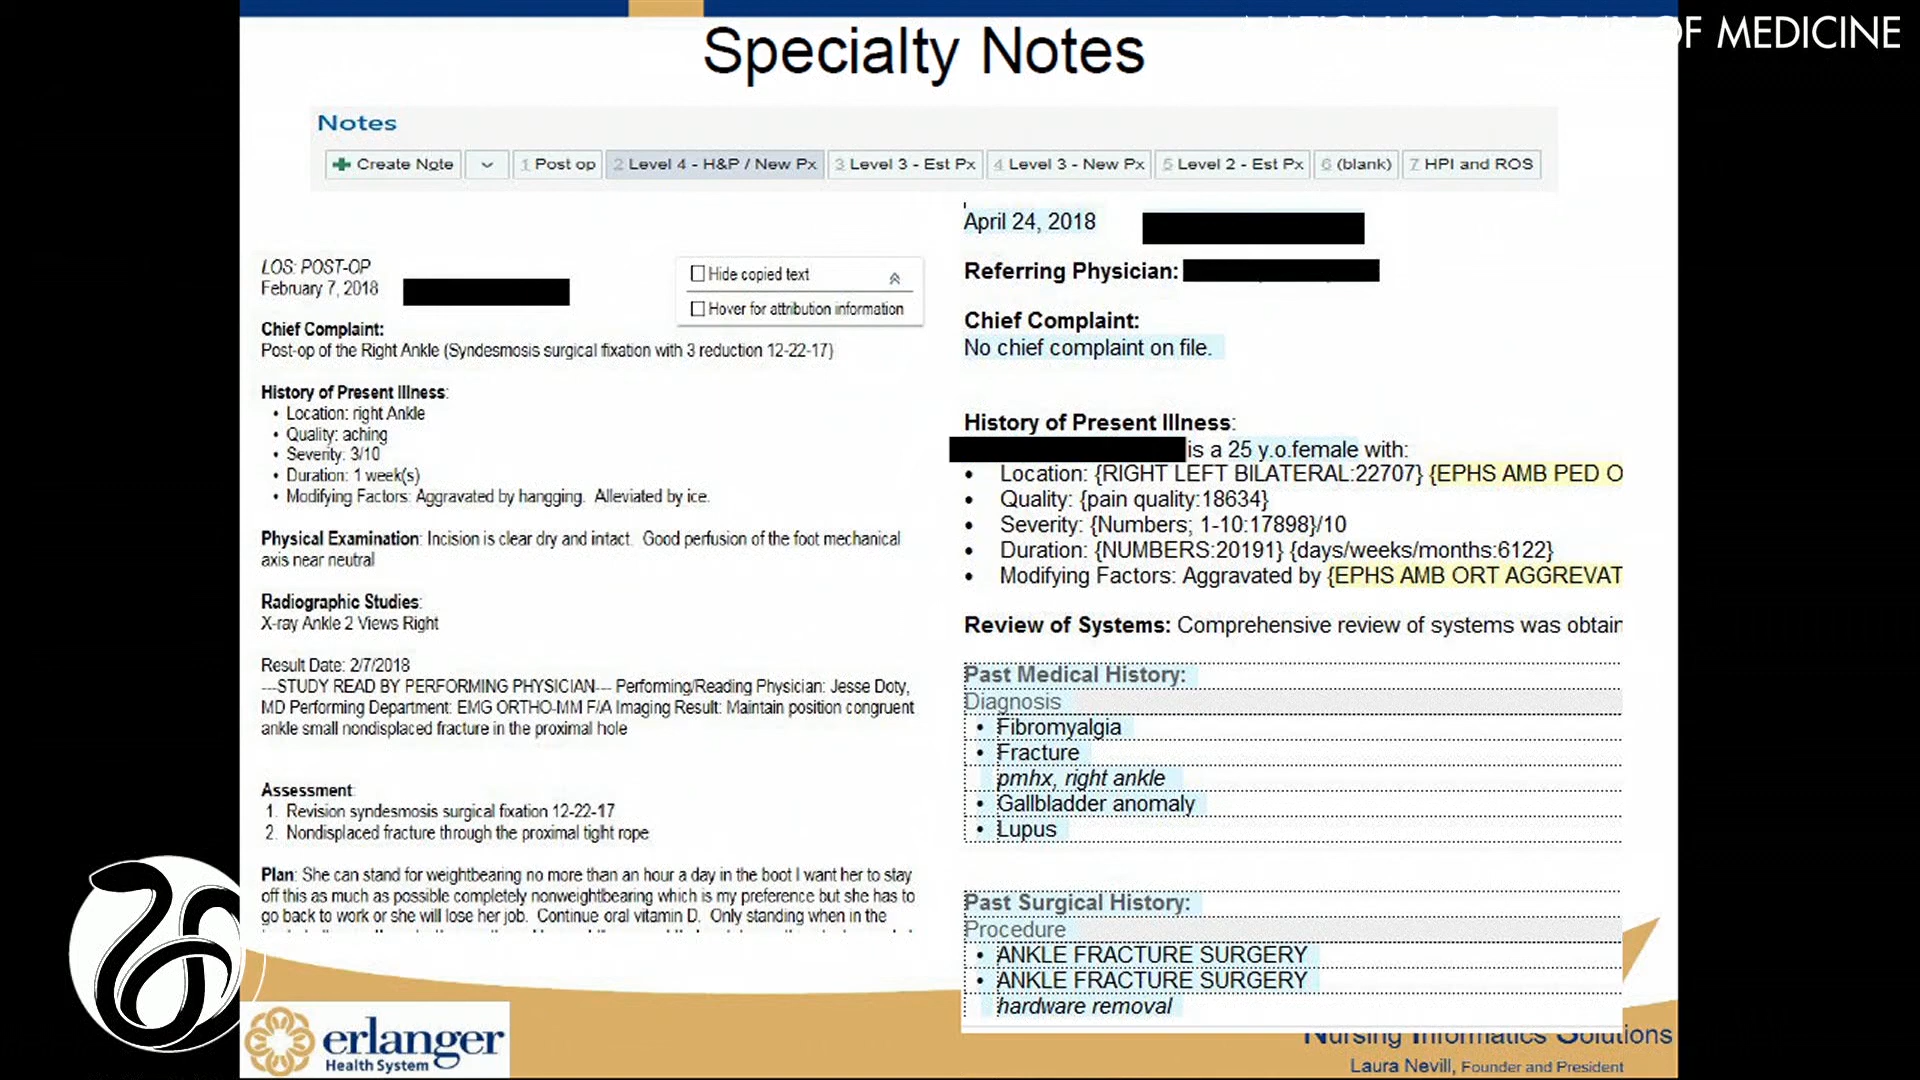 OF MEDICINE
Specialty Notes
Notes
Create Note
1 Post op
2 Level 4 - H&P / New Px
3 Level 3 - Est Px
4 Level 3 - New Px
5 Level 2 - Est Px
6 (blank)
7 HPI and ROS
LOS: POST-OP
February 7, 2018
Hide copied text
Hover for attribution information
Chief Complaint:
Post-op of the Right Ankle (Syndesmosis surgical fixation with 3 reduction 12-22-17)
History of Present Illness:
• Location: right Ankle
• Quality: aching
• Severity: 3/10
• Duration: 1 week(s)
• Modifying Factors: Aggravated by hangging. Alleviated by ice.
Physical Examination: Incision is clear dry and intact. Good perfusion of the foot mechanical
axis near neutral
Radiographic Studies:
X-ray Ankle 2 Views Right
Result Date: 2/7/2018
---STUDY READ BY PERFORMING PHYSICIAN--- Performing/Reading Physician: Jesse Doty,
MD Performing Department: EMG ORTHO-MM F/A Imaging Result: Maintain position congruent
ankle small nondisplaced fracture in the proximal hole
Assessment:
1. Revision syndesmosis surgical fixation 12-22-17
2. Nondisplaced fracture through the proximal tight rope
Plan: She can stand for weightbearing no more than an hour a day in the boot I want her to stay
off this as much as possible completely nonweightbearing which is my preference but she has to
go back to work or she will lose her job. Continue oral vitamin D. Only standing when in the
April 24, 2018
Referring Physician:
Chief Complaint:
No chief complaint on file.
History of Present Illness:
is a 25 y.o.female with:
• Location: {RIGHT LEFT BILATERAL:22707} {EPHS AMB PED O
• Quality: {pain quality:18634}
• Severity: {Numbers; 1-10:17898}/10
• Duration: {NUMBERS:20191} {days/weeks/months:6122}
• Modifying Factors: Aggravated by {EPHS AMB ORT AGGREVAT
Review of Systems: Comprehensive review of systems was obtain
Past Medical History:
Diagnosis
• Fibromyalgia
• Fracture
pmhx, right ankle
• Gallbladder anomaly
• Lupus
Past Surgical History:
Procedure
• ANKLE FRACTURE SURGERY
• ANKLE FRACTURE SURGERY
hardware removal
erlanger
Health System
Nursing Informatics Solutions
Laura Nevill, Founder and President